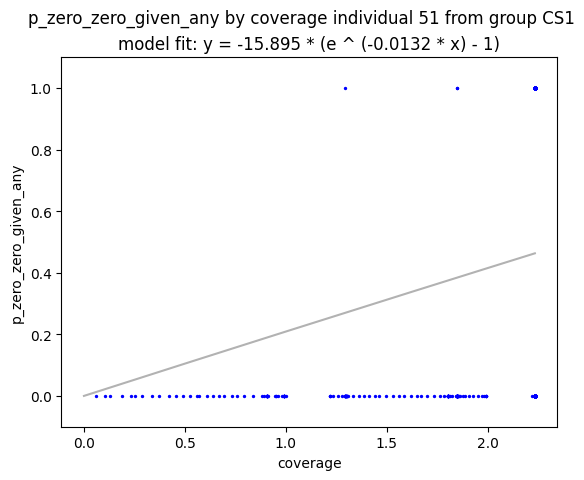 p_zero_zero_given_any by coverage individual 51 from group CS1
model fit: y = -15.895 * (e ^ (-0.0132 * x) - 1)
1.0
0.8
0.6
0.4
0.2
0.0
p_zero_zero_given_any
0.0 0.5 1.0 1.5 2.0
coverage